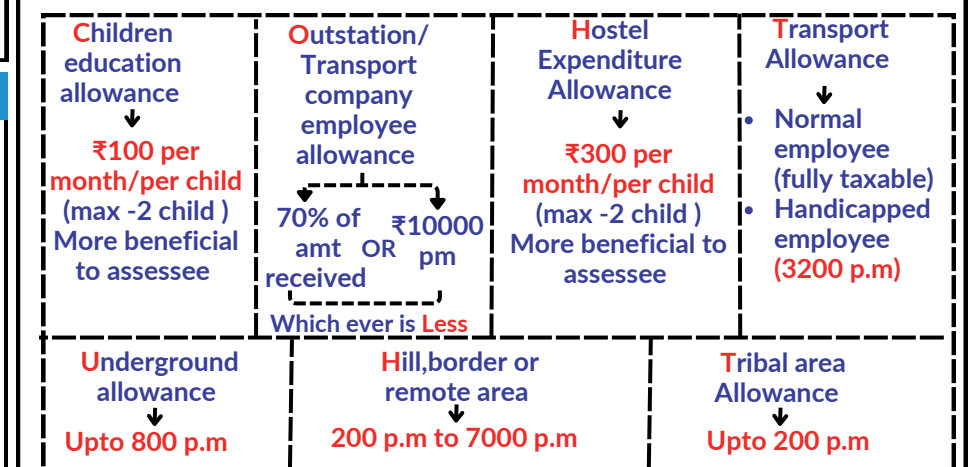 Children
education
allowance
₹100 per
month/per child
(max -2 child )
More beneficial
to assessee
Outstation/
Transport
company
employee
allowance
70% of
amt
received
OR
₹10000
pm
Which ever is Less
Hostel
Expenditure
Allowance
₹300 per
month/per child
(max -2 child )
More beneficial to
assessee
Transport
Allowance
• Normal
employee
(fully taxable)
• Handicapped
employee
(3200 p.m)
Underground
allowance
Upto 800 p.m
Hill,border or
remote area
200 p.m to 7000 p.m
Tribal area
Allowance
Upto 200 p.m